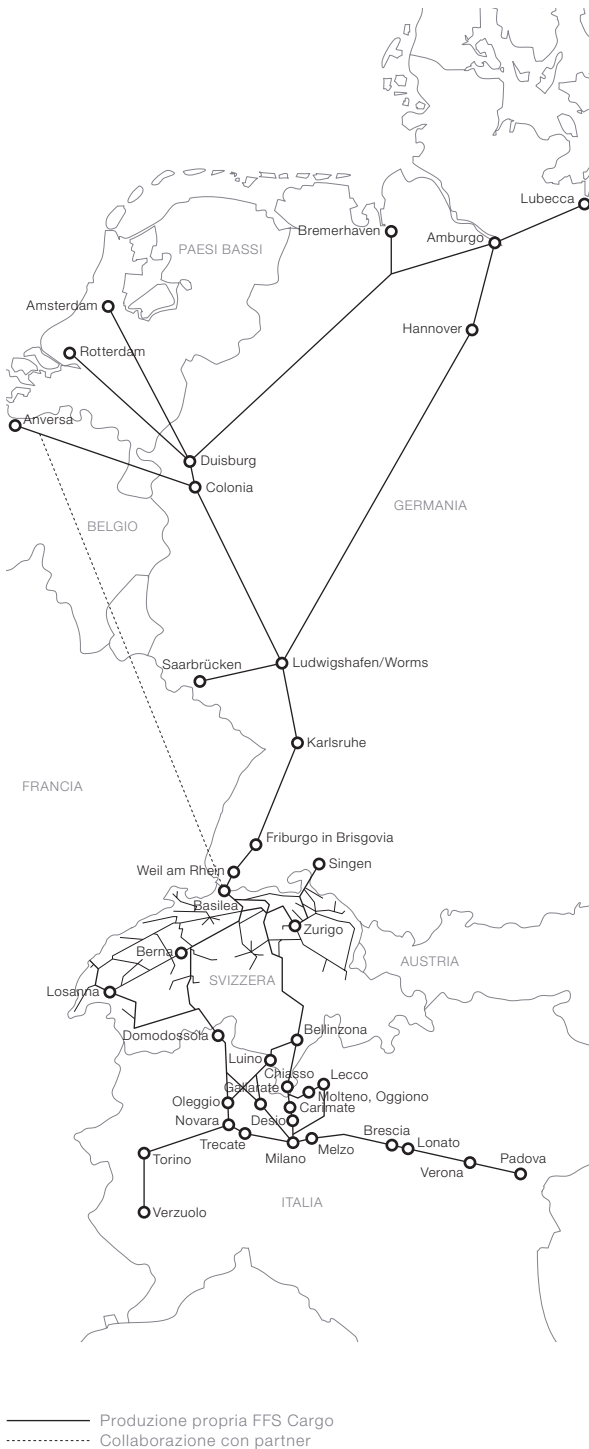 Lubecca
Bremerhaven
Amburgo
PAESI BASSI
Amsterdam
Hannover
Rotterdam
Anversa
Duisburg
Colonia
GERMANIA
BELGIO
Saarbrücken
Ludwigshafen/Worms
Karlsruhe
FRANCIA
Friburgo in Brisgovia
Weil am Rhein
Singen
Basilea
Zurigo
Berna
AUSTRIA
SVIZZERA
Losanna
Domodossola
Bellinzona
Luino
Chiasso
Lecco
Gallarate
Molteno, Oggiono
Oleggio
Carimate
Novara
Desio
Trecate
Milano
Melzo
Brescia
Lonato
Verona
Padova
Torino
ITALIA
Verzuolo
Produzione propria FFS Cargo
Collaborazione con partner